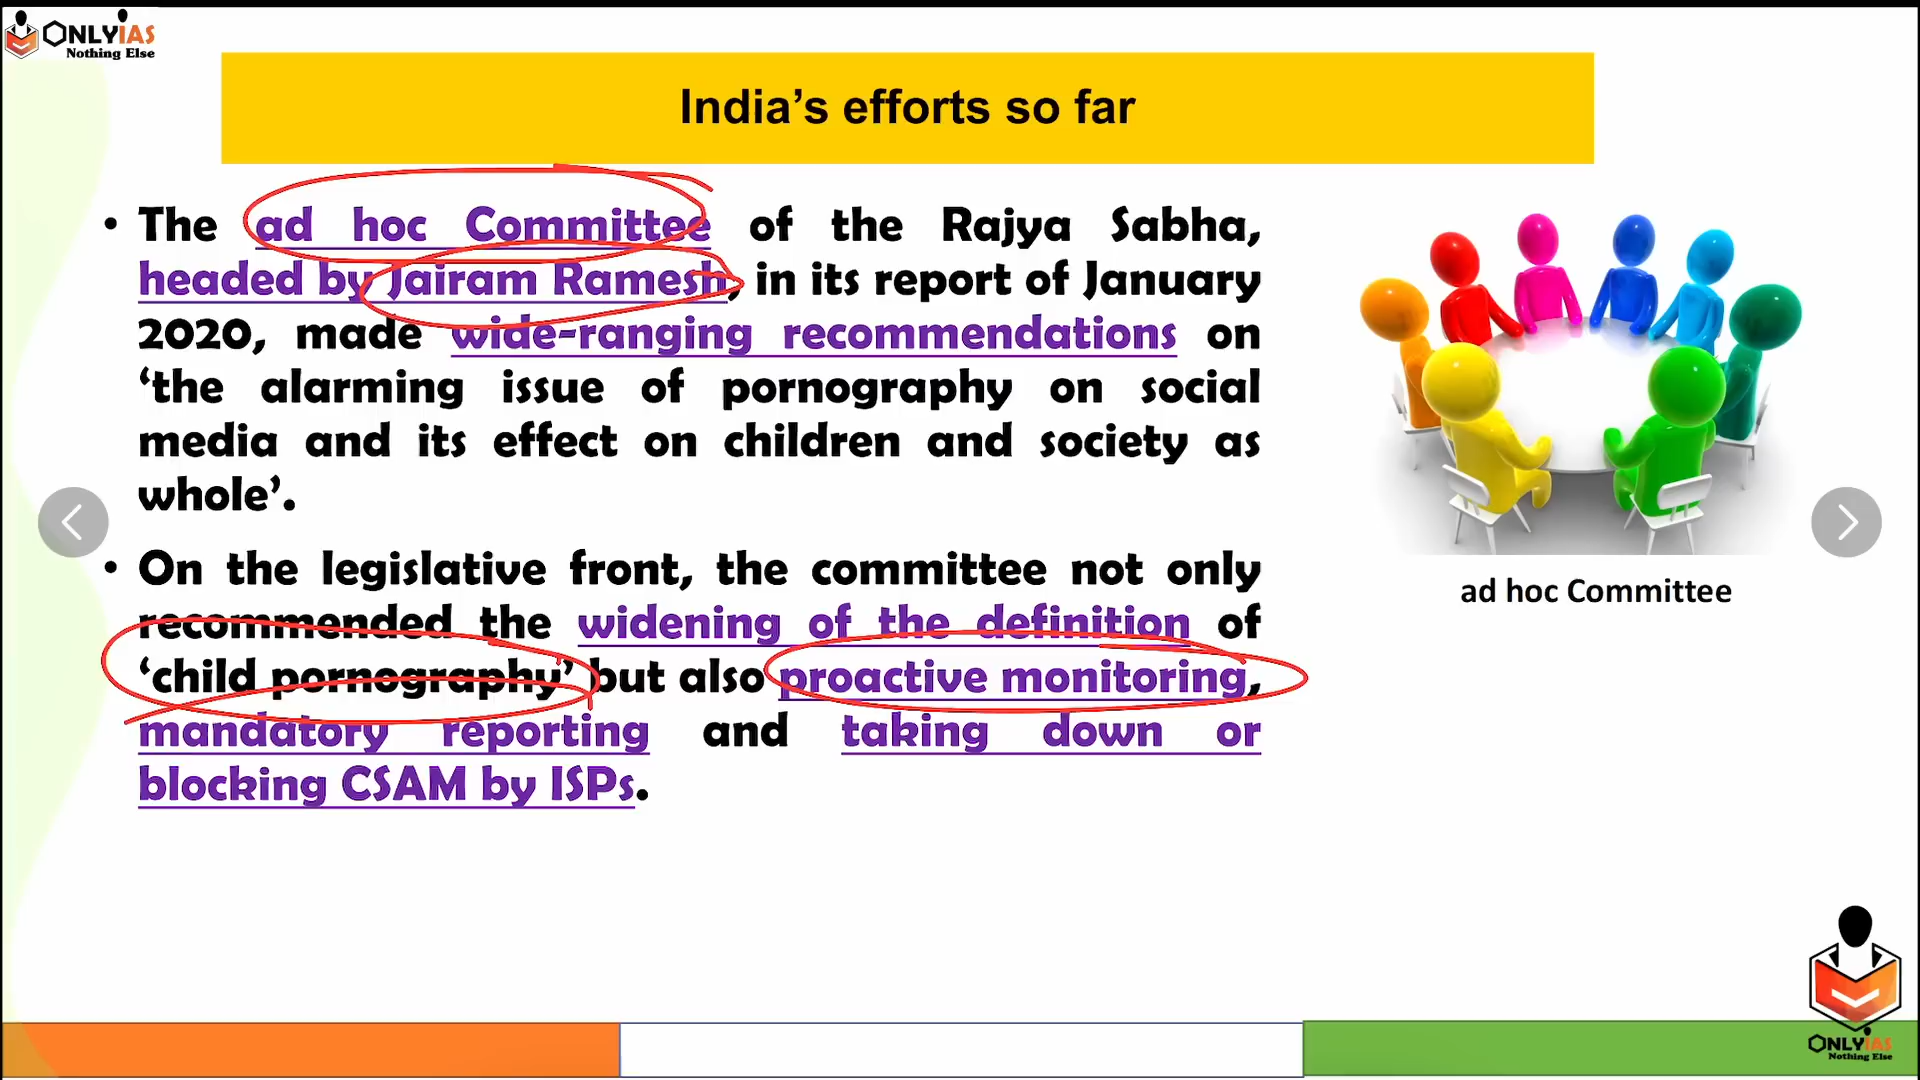 ONLYIAS
Nothing Else
India’s efforts so far
• The ad hoc Committee of the Rajya Sabha,
headed by Jairam Ramesh, in its report of January
2020, made wide-ranging recommendations on
‘the alarming issue of pornography on social
media and its effect on children and society as
whole’.
• On the legislative front, the committee not only
recommended the widening of the definition of
‘child pornography’ but also proactive monitoring,
mandatory reporting and taking down or
blocking CSAM by ISPs.
ad hoc Committee
ONLYIAS
Nothing Else